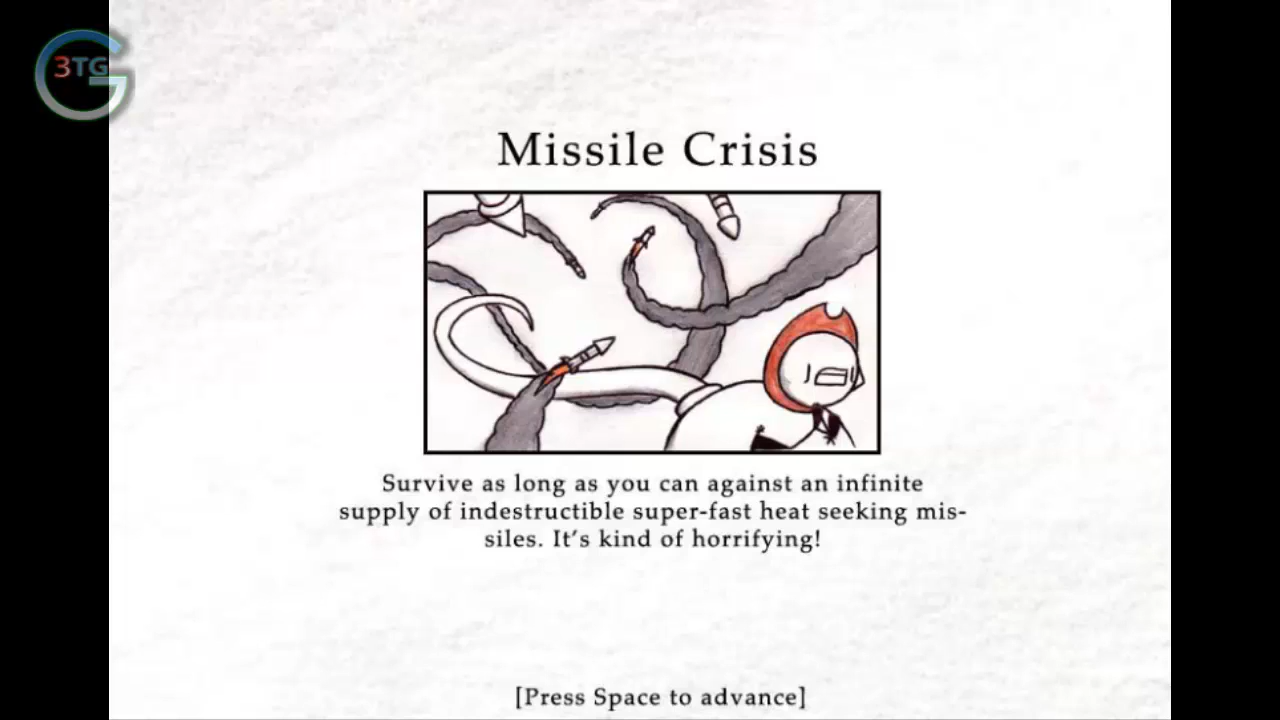 3TG
Missile Crisis
Survive as long as you can against an infinite
supply of indestructible super-fast heat seeking mis-
siles. It's kind of horrifying!
[Press Space to advance]